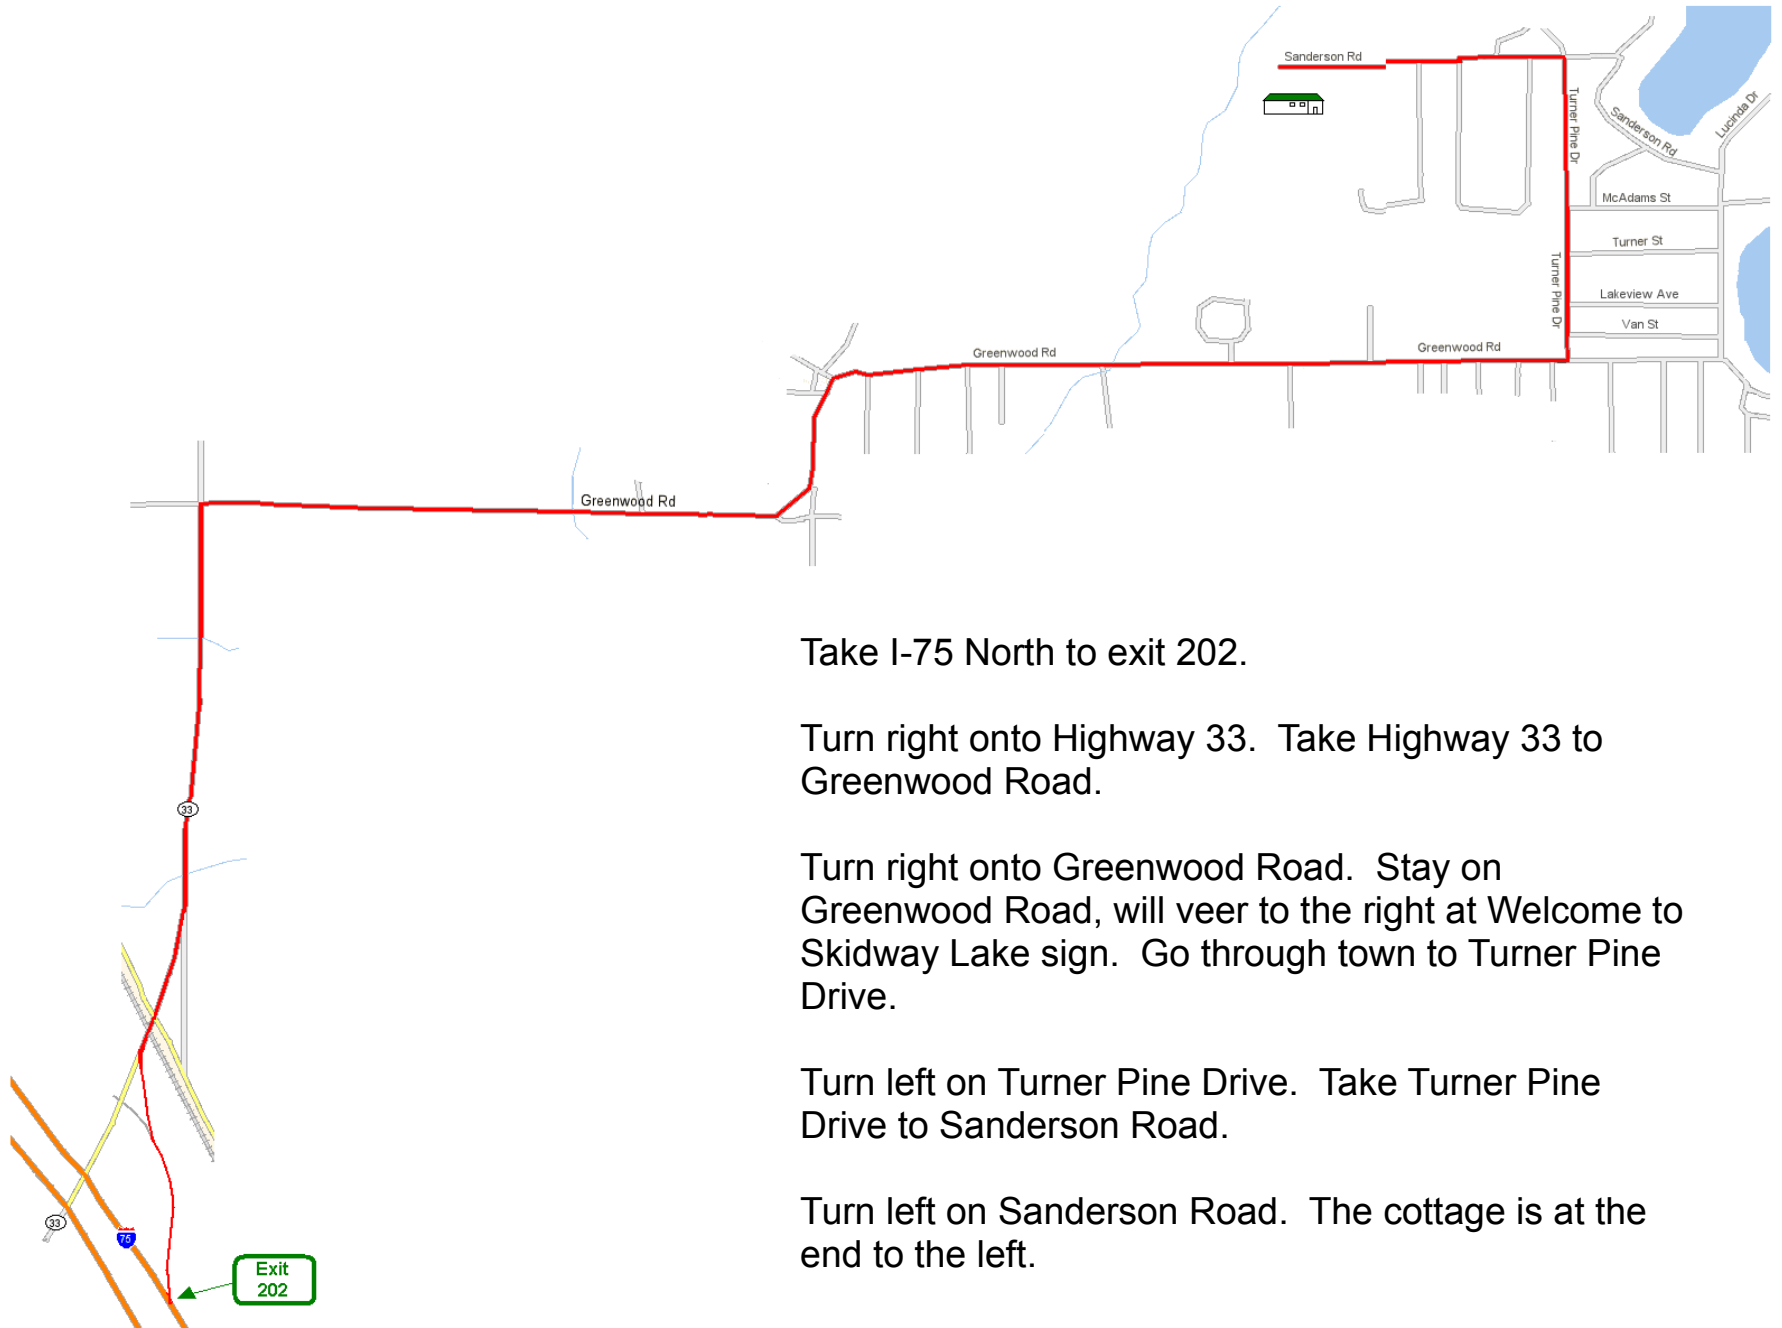 Sanderson Rd
Turner Pine Dr
Sanderson Rd
Lucinda Dr
McAdams St
Turner St
Turner Pine Dr
Lakeview Ave
Van St
Greenwood Rd
Greenwood Rd
Greenwood Rd
33
33
75
Exit
202
Take I-75 North to exit 202.
Turn right onto Highway 33.  Take Highway 33 to
Greenwood Road.
Turn right onto Greenwood Road.  Stay on
Greenwood Road, will veer to the right at Welcome to
Skidway Lake sign.  Go through town to Turner Pine
Drive.
Turn left on Turner Pine Drive.  Take Turner Pine
Drive to Sanderson Road.
Turn left on Sanderson Road.  The cottage is at the
end to the left.